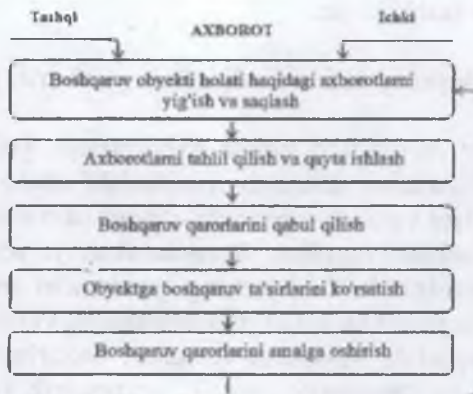 Tashqi AXBOROT Ichki
Boshqaruv obyekti holati haqidagi axborotlarni
yig'ish va saqlash
Axborotlarni tahlil qilish va qayta ishlash
Boshqaruv qarorlarini qabul qilish
Obyektga boshqaruv ta'sirlarini ko'rsatish
Boshqaruv qarorlarini amalga oshirish